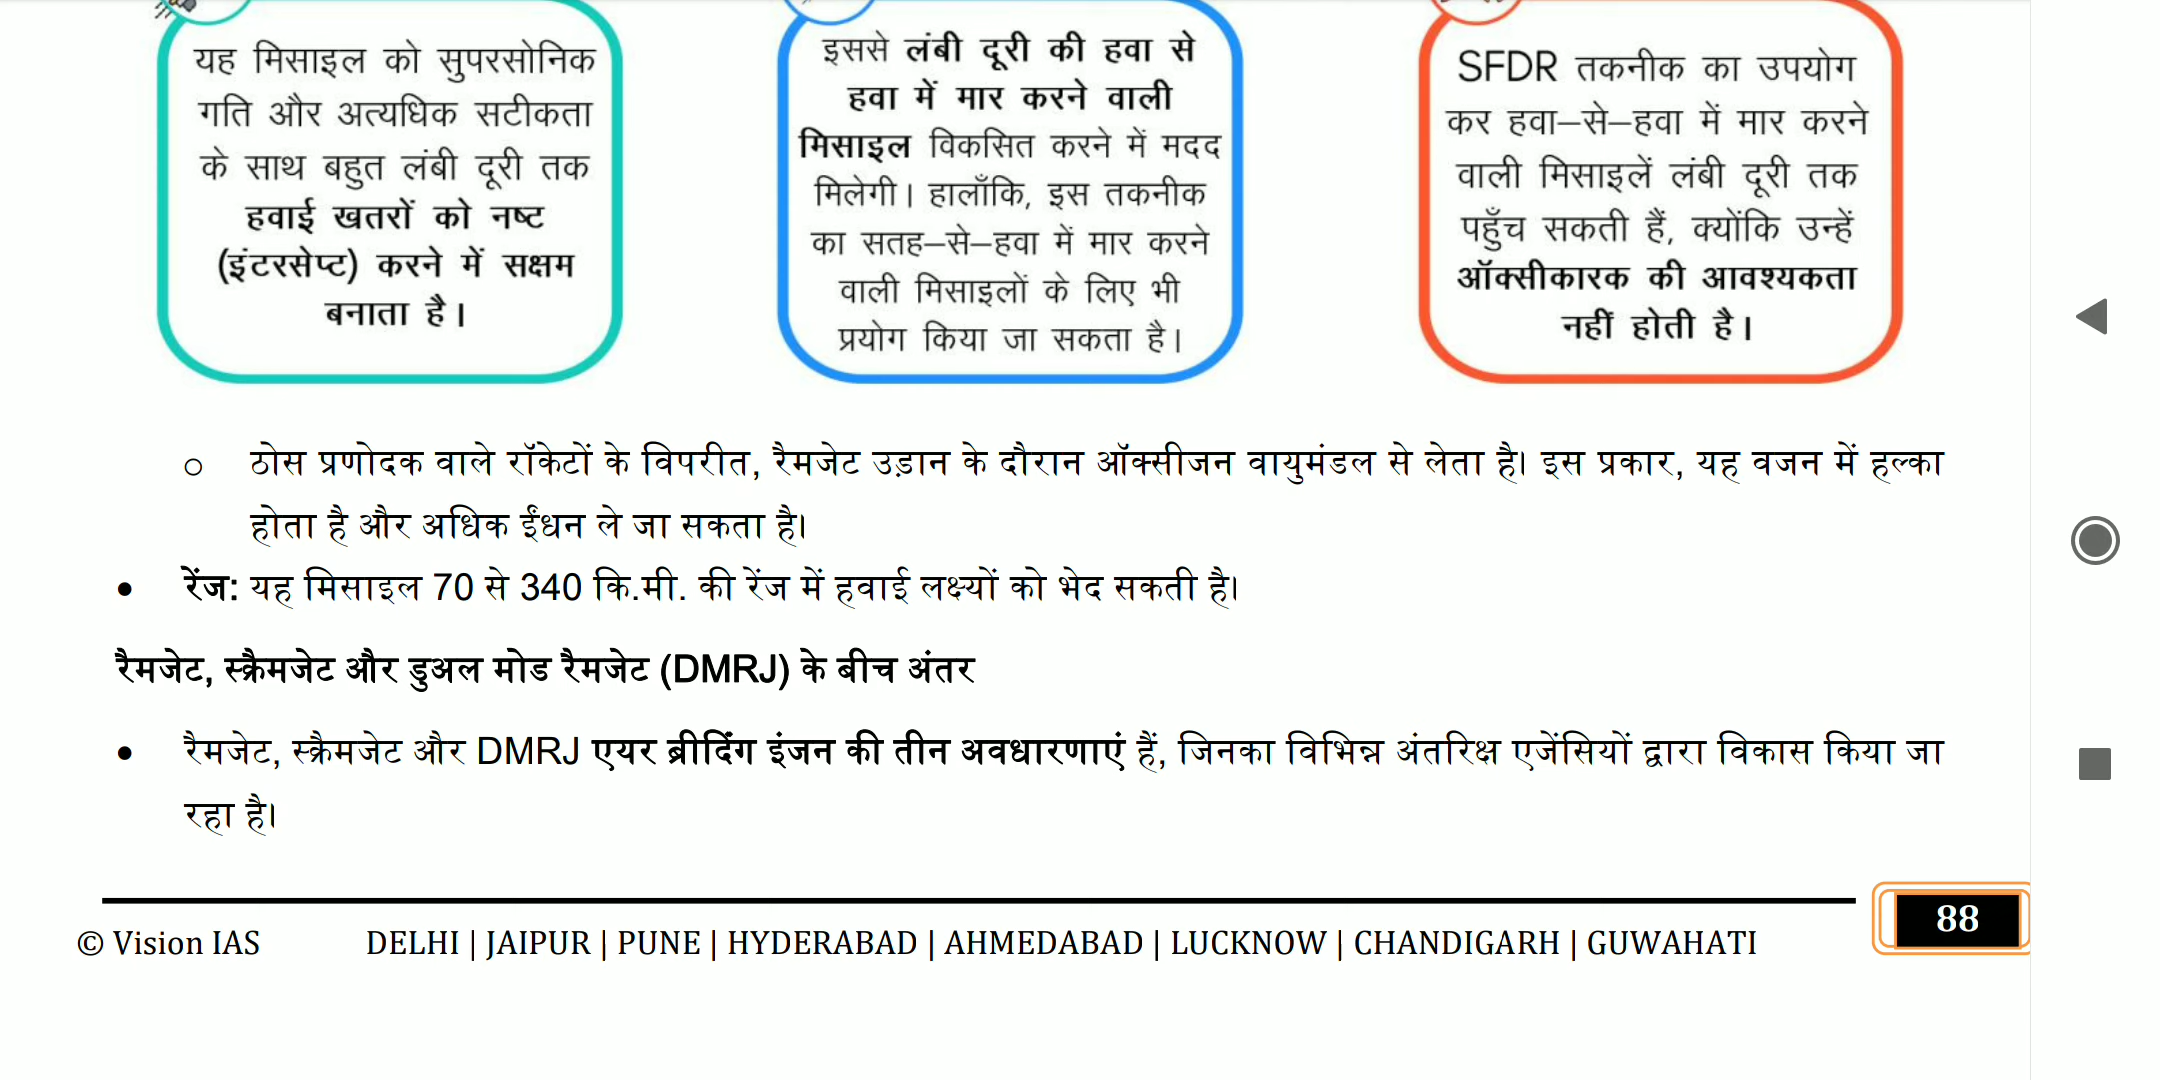 यह मिसाइल को सुपरसोनिक
गति और अत्यधिक सटीकता
के साथ बहुत लंबी दूरी तक
हवाई खतरों को नष्ट
(इंटरसेप्ट) करने में सक्षम
बनाता है।
इससे लंबी दूरी की हवा से
हवा में मार करने वाली
मिसाइल विकसित करने में मदद
मिलेगी। हालाँकि, इस तकनीक
का सतह–से–हवा में मार करने
वाली मिसाइलों के लिए भी
प्रयोग किया जा सकता है।
SFDR तकनीक का उपयोग
कर हवा–से–हवा में मार करने
वाली मिसाइलें लंबी दूरी तक
पहुँच सकती हैं, क्योंकि उन्हें
ऑक्सीकारक की आवश्यकता
नहीं होती है।
○ ठोस प्रणोदक वाले रॉकेटों के विपरीत, रैमजेट उड़ान के दौरान ऑक्सीजन वायुमंडल से लेता है। इस प्रकार, यह वजन में हल्का
होता है और अधिक ईंधन ले जा सकता है।
• रेंज: यह मिसाइल 70 से 340 कि.मी. की रेंज में हवाई लक्ष्यों को भेद सकती है।
रैमजेट, स्क्रैमजेट और डुअल मोड रैमजेट (DMRJ) के बीच अंतर
• रैमजेट, स्क्रैमजेट और DMRJ एयर ब्रीदिंग इंजन की तीन अवधारणाएं हैं, जिनका विभिन्न अंतरिक्ष एजेंसियों द्वारा विकास किया जा
रहा है।
88
© Vision IAS DELHI | JAIPUR | PUNE | HYDERABAD | AHMEDABAD | LUCKNOW | CHANDIGARH | GUWAHATI